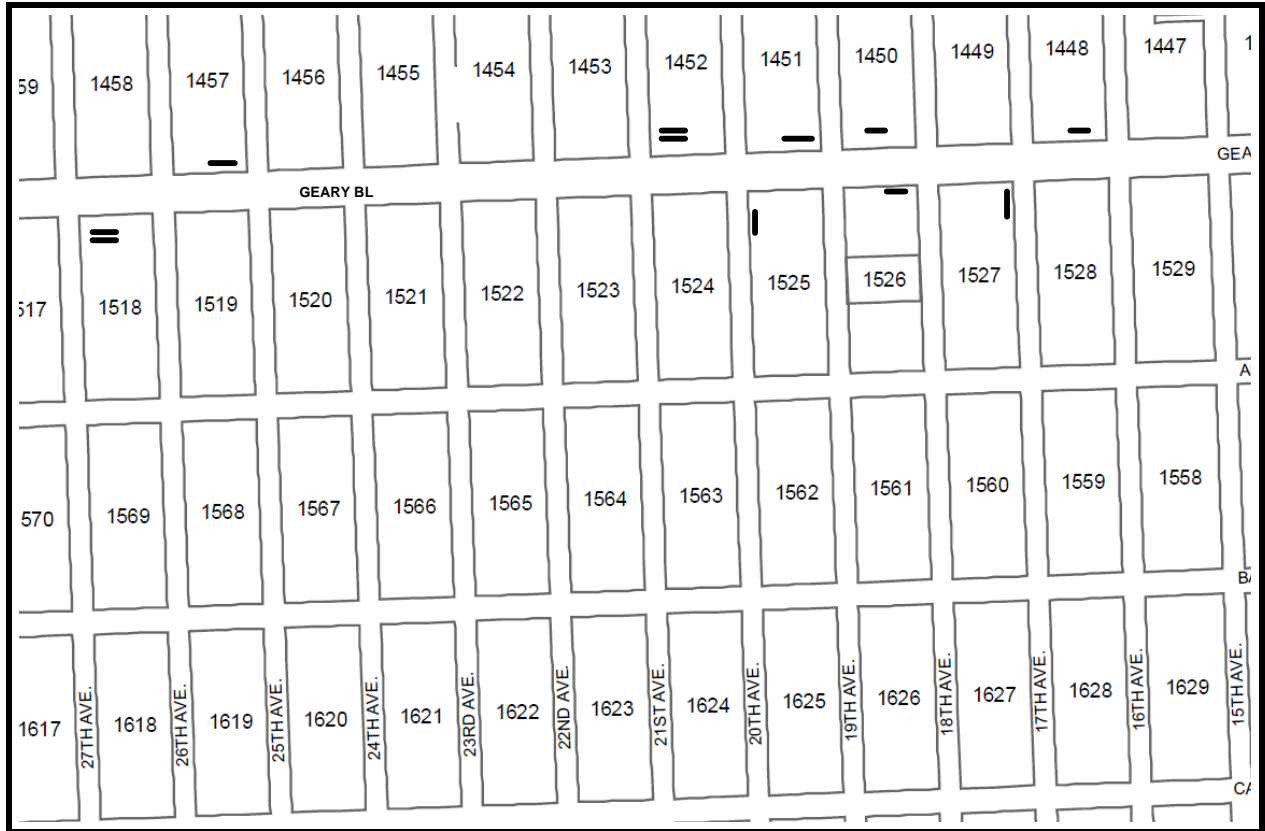 59 1458 1457 1456 1455 1454 1453 1452 1451 1450 1449 1448 1447 1
GEA
GEARY BL
517 1518 1519 1520 1521 1522 1523 1524 1525 1526 1527 1528 1529
A
570 1569 1568 1567 1566 1565 1564 1563 1562 1561 1560 1559 1558
BA
1617 1618 1619 1620 1621 1622 1623 1624 1625 1626 1627 1628 1629
27TH AVE. 26TH AVE. 25TH AVE. 24TH AVE. 23RD AVE. 22ND AVE. 21ST AVE. 20TH AVE. 19TH AVE. 18TH AVE. 17TH AVE. 16TH AVE. 15TH AVE.
CA